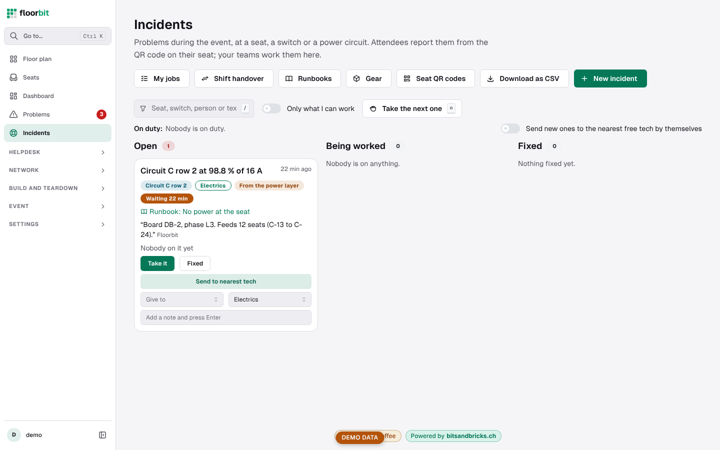 floorbit
Go to...
Ctrl K
Floor plan
Seats
Dashboard
Problems
3
Incidents
HELPDESK
NETWORK
BUILD AND TEARDOWN
EVENT
SETTINGS
D
demo
Incidents
Problems during the event, at a seat, a switch or a power circuit. Attendees report them from the
QR code on their seat; your teams work them here.
My jobs
Shift handover
Runbooks
Gear
Seat QR codes
Download as CSV
New incident
Seat, switch, person or tex
/
Only what I can work
Take the next one
n
On duty: Nobody is on duty.
Send new ones to the nearest free tech by themselves
Open
1
Being worked
0
Fixed
0
Nobody is on anything.
Nothing fixed yet.
Circuit C row 2 at 98.8 % of 16 A
22 min ago
Circuit C row 2
Electrics
From the power layer
Waiting 22 min
Runbook: No power at the seat
“Board DB-2, phase L3. Feeds 12 seats (C-13 to C-
24).” Floorbit
Nobody on it yet
Take it
Fixed
Send to nearest tech
Give to
Electrics
Add a note and press Enter
DEMO DATA
Powered by bitsandbricks.ch